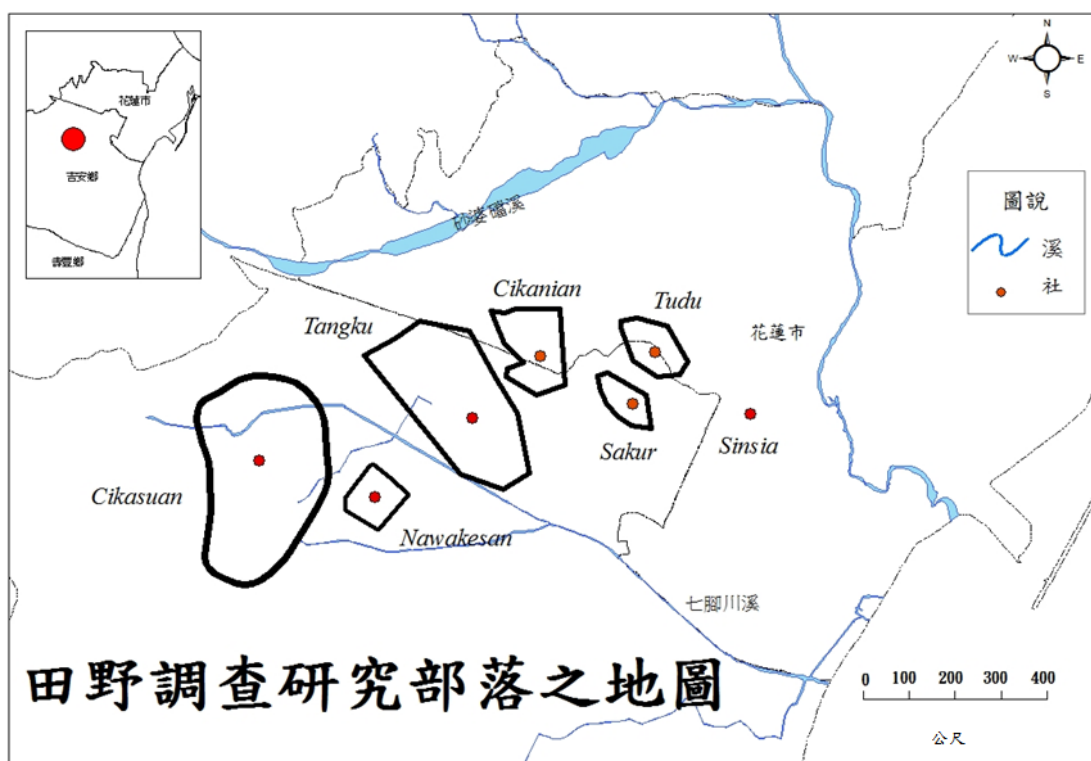 花蓮市
吉安鄉
壽豐鄉
N
W E
S
砂婆噹溪
圖說
溪
社
Cikanian
Tudu
Tangku
花蓮市
Sakur
Sinsia
Cikasuan
Nawakesan
七腳川溪
田野調查研究部落之地圖
0 100 200 300 400
公尺